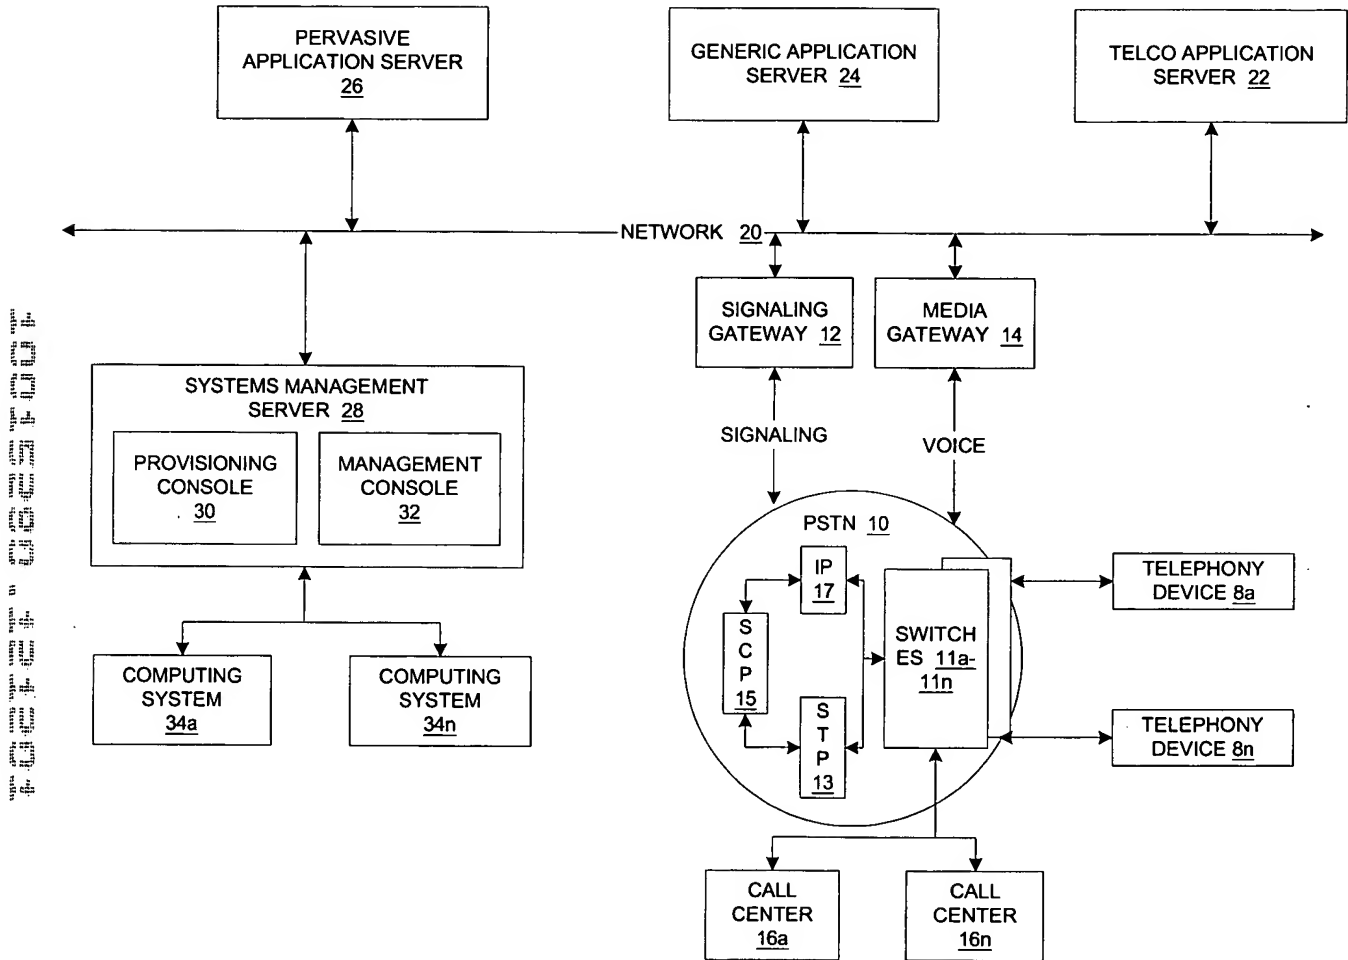 PERVASIVE
APPLICATION SERVER
26
GENERIC APPLICATION
SERVER 24
TELCO APPLICATION
SERVER 22
NETWORK 20
SIGNALING
GATEWAY 12
MEDIA
GATEWAY 14
SYSTEMS MANAGEMENT
SERVER 28
PROVISIONING
CONSOLE
30
MANAGEMENT
CONSOLE
32
SIGNALING
VOICE
PSTN 10
IP
17
S
C
P
15
S
T
P
13
SWITCH
ES 11a-
11n
TELEPHONY
DEVICE 8a
TELEPHONY
DEVICE 8n
COMPUTING
SYSTEM
34a
COMPUTING
SYSTEM
34n
CALL
CENTER
16a
CALL
CENTER
16n